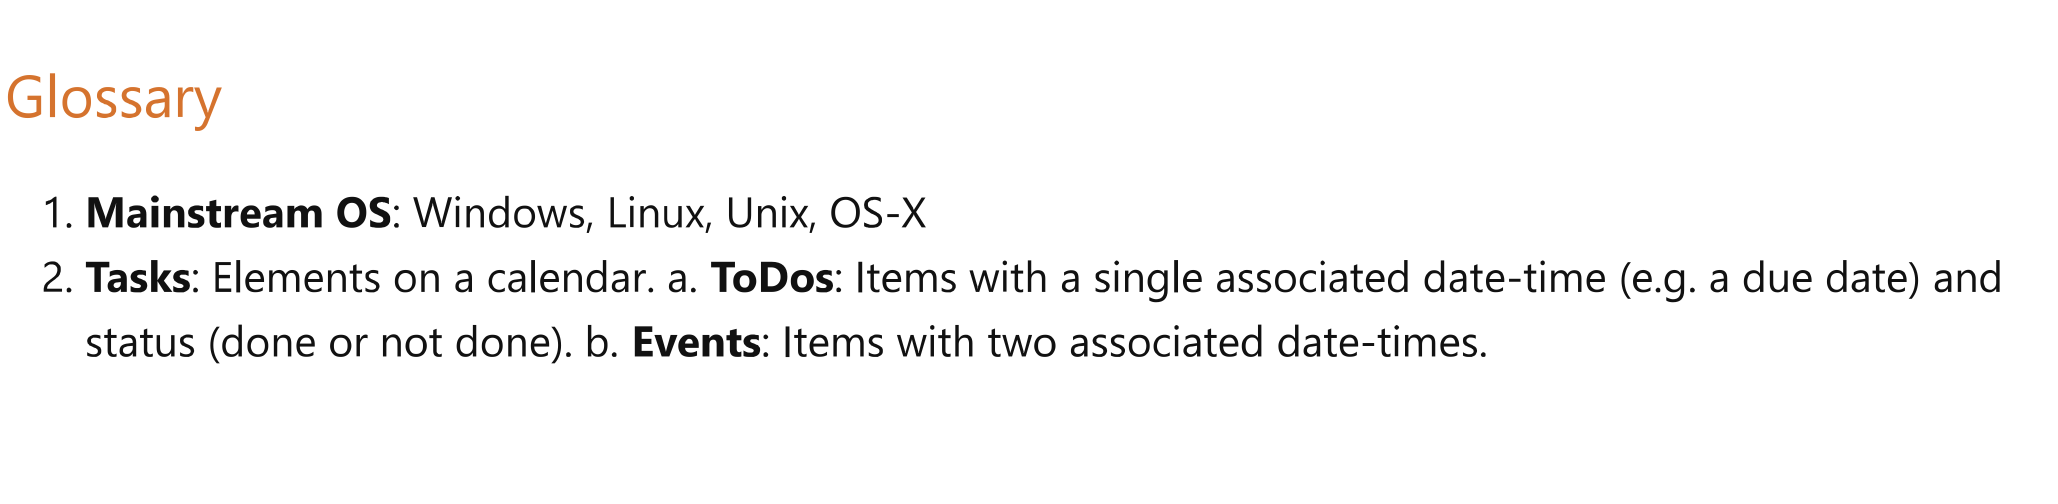 Glossary
1. Mainstream OS: Windows, Linux, Unix, OS-X
2. Tasks: Elements on a calendar. a. ToDos: Items with a single associated date-time (e.g. a due date) and
status (done or not done). b. Events: Items with two associated date-times.